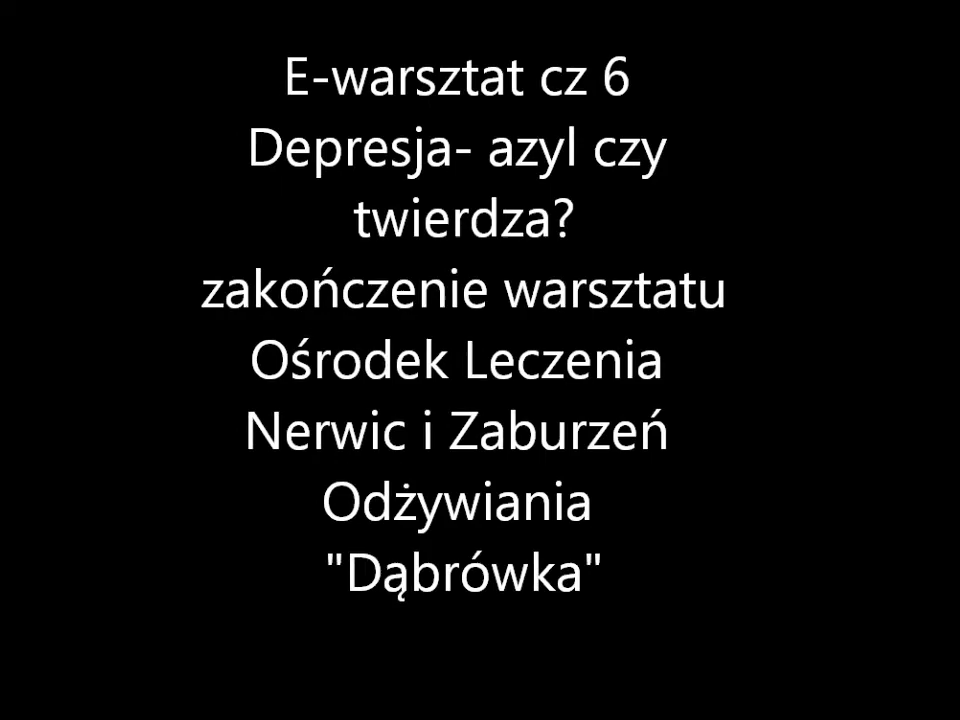 E-warsztat cz 6
Depresja- azyl czy
twierdza?
zakończenie warsztatu
Ośrodek Leczenia
Nerwic i Zaburzeń
Odżywiania
"Dąbrówka"